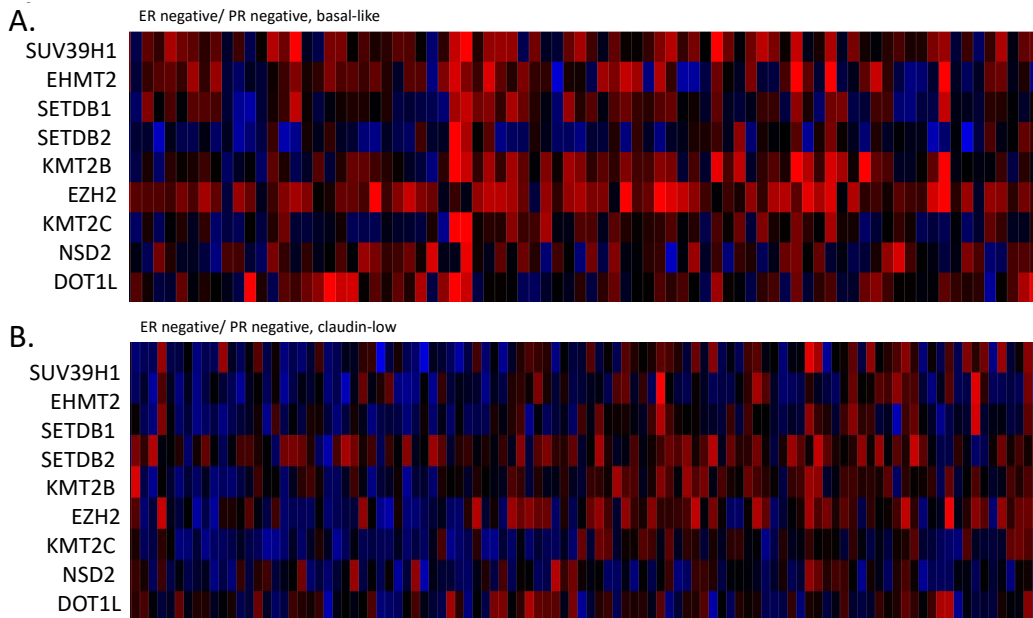 A.
ER negative/ PR negative, basal-like
SUV39H1
EHMT2
SETDB1
SETDB2
KMT2B
EZH2
KMT2C
NSD2
DOT1L
B.
ER negative/ PR negative, claudin-low
SUV39H1
EHMT2
SETDB1
SETDB2
KMT2B
EZH2
KMT2C
NSD2
DOT1L